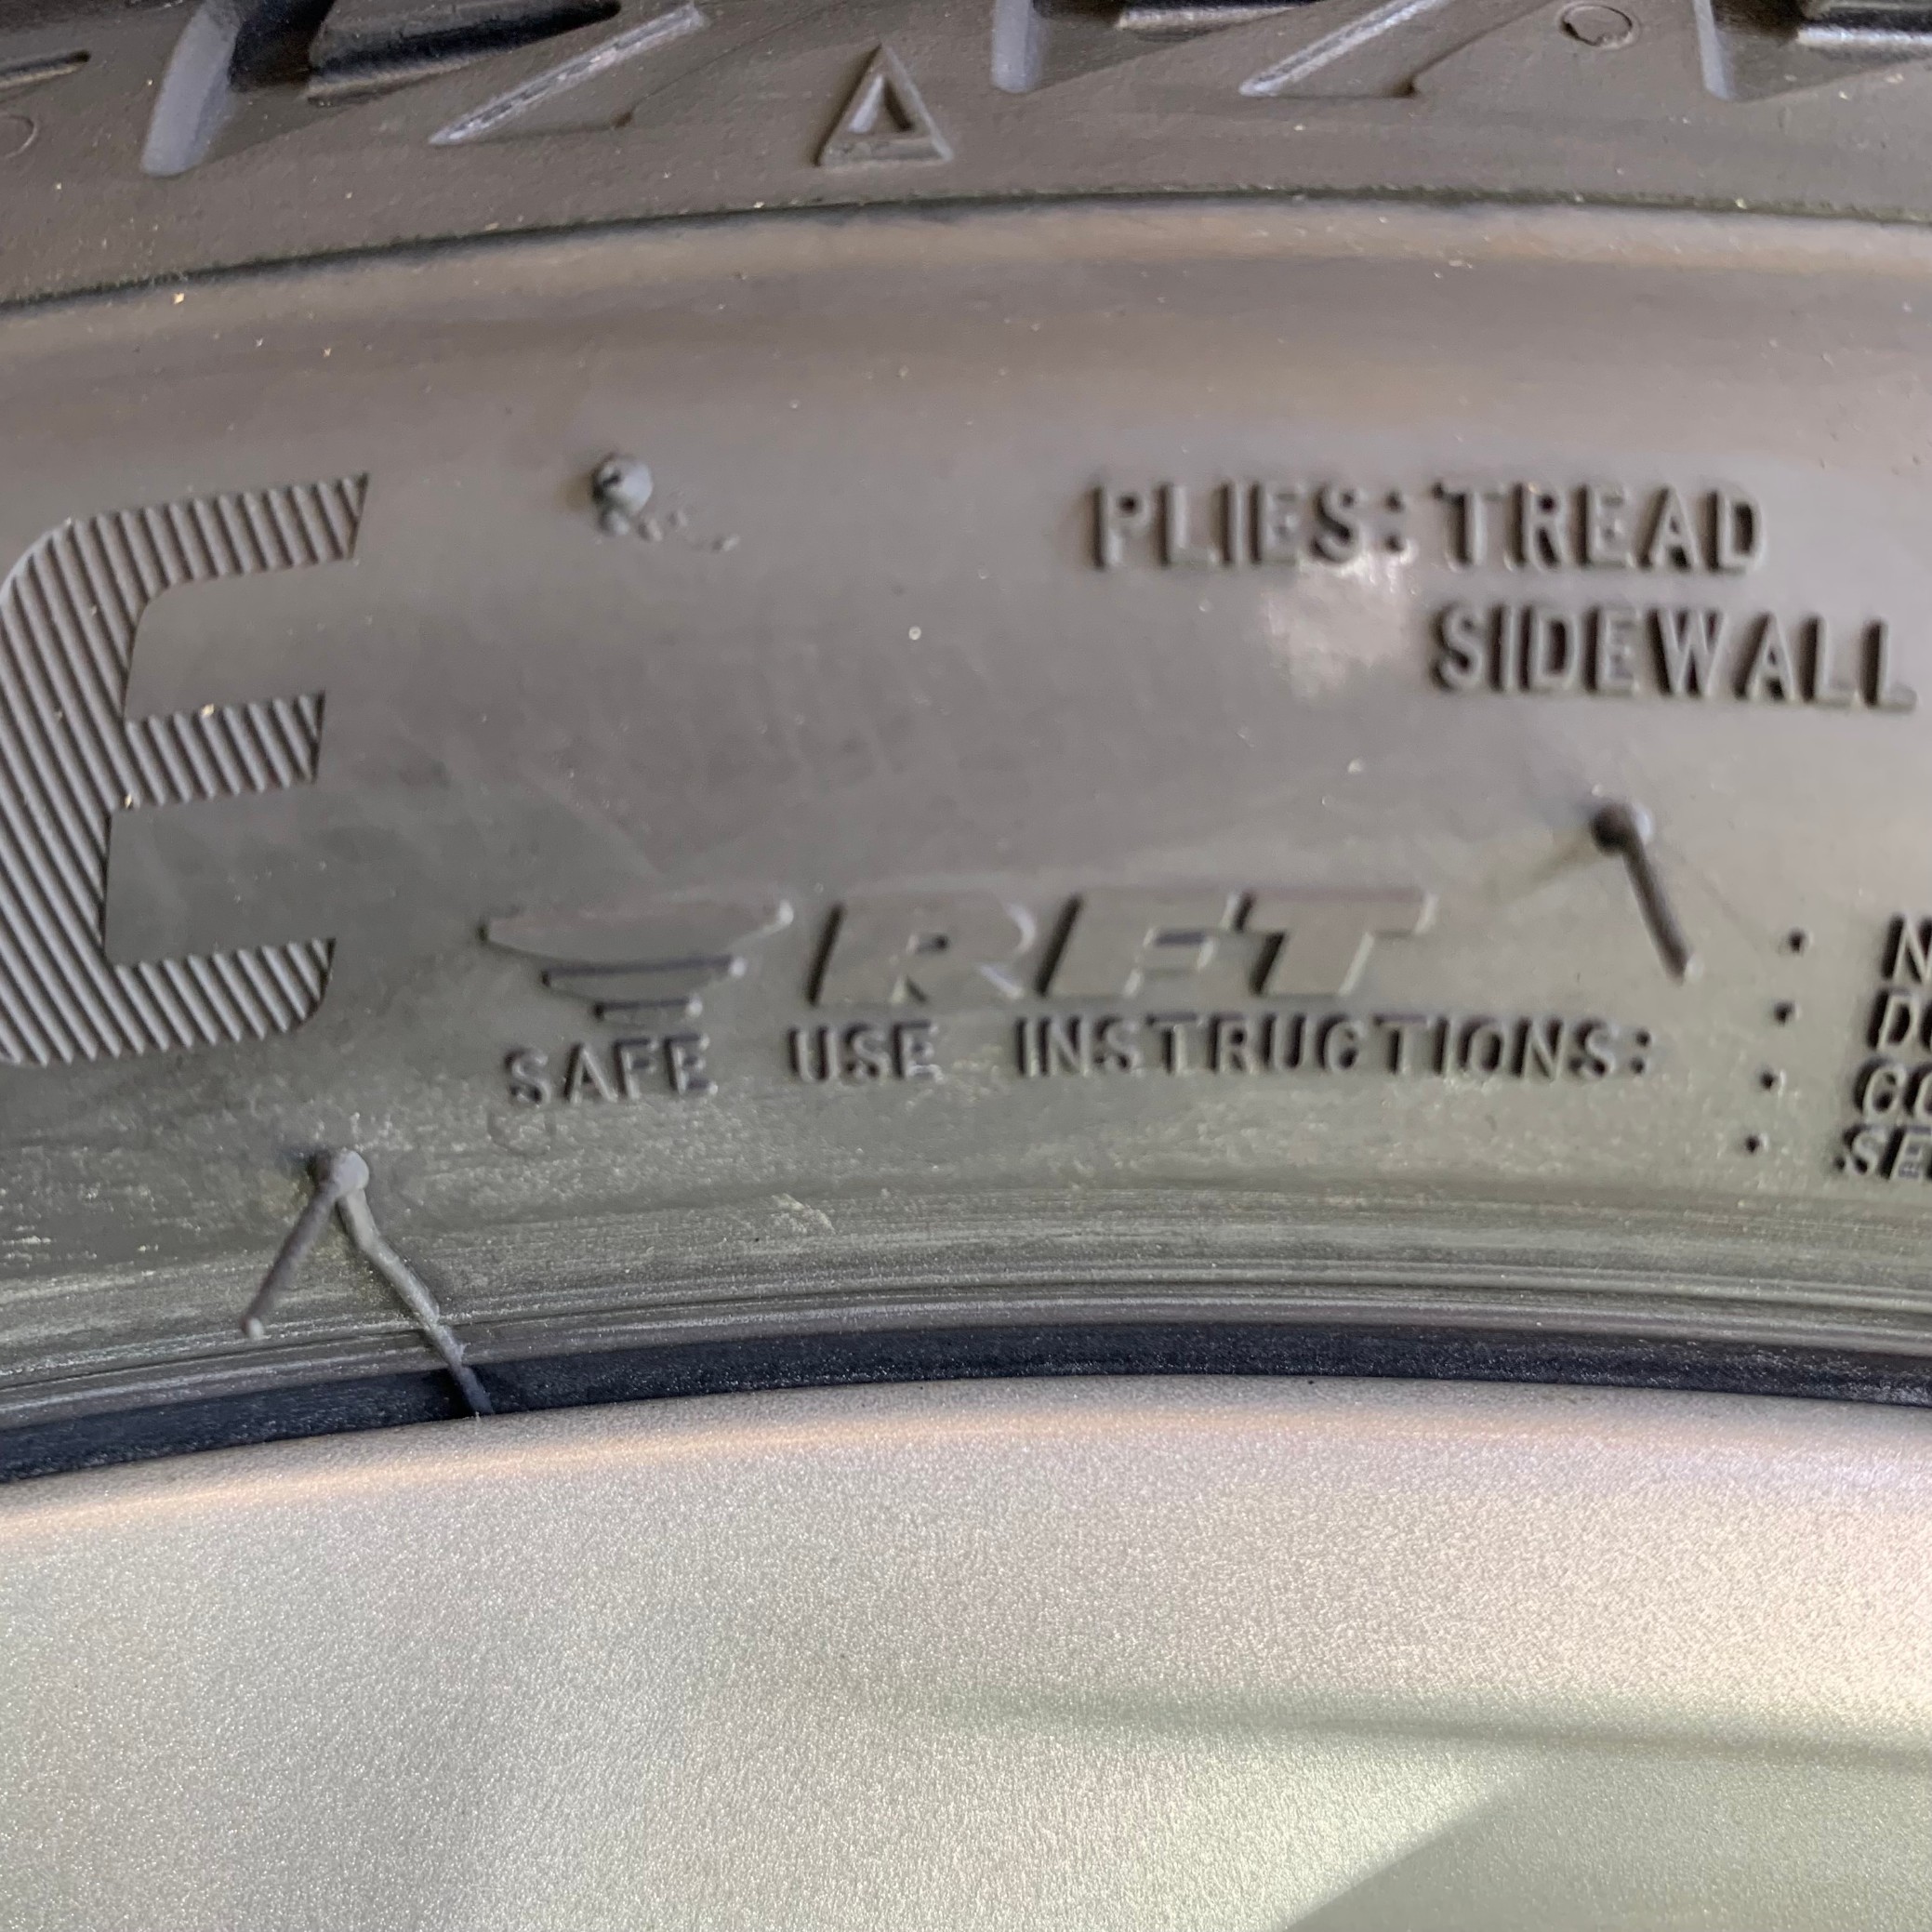 E
PLIES: TREAD
SIDEWALL
RFT
SAFE USE INSTRUCTIONS: